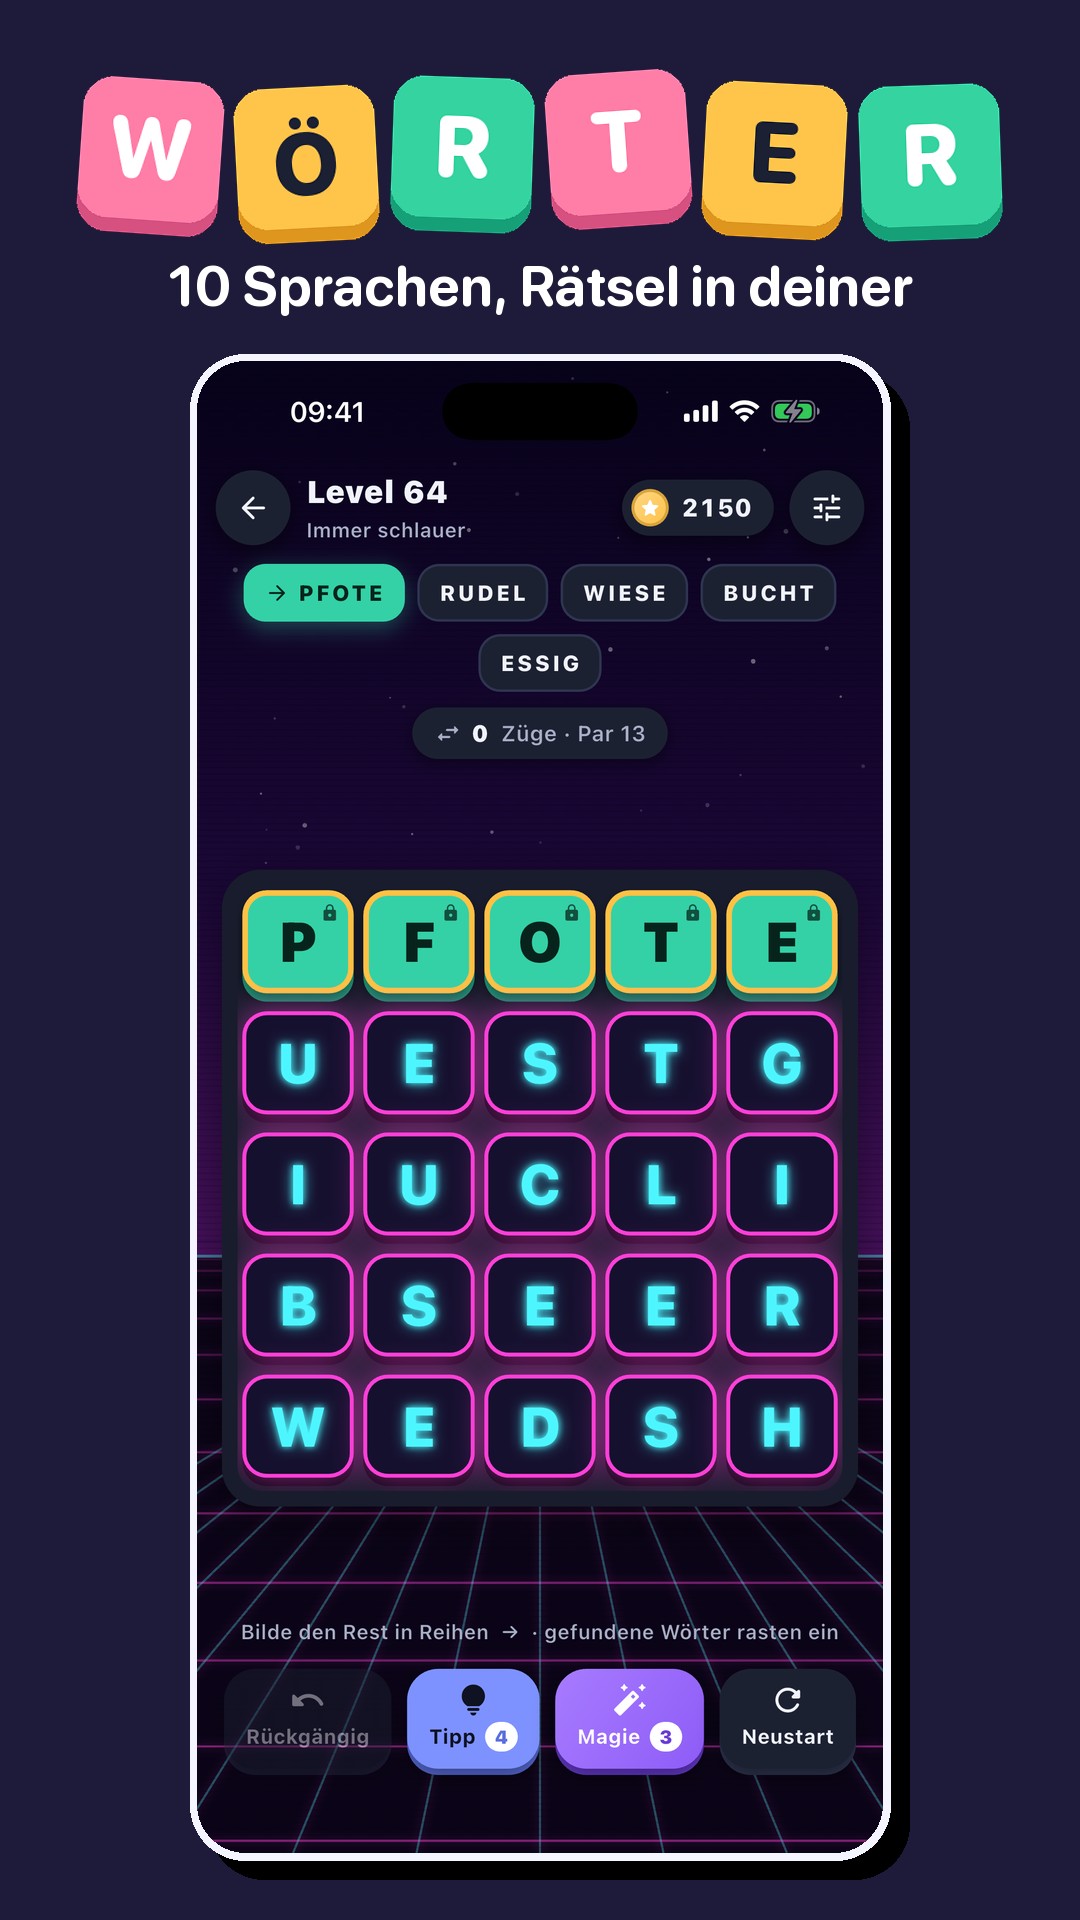 WÖRTER
10 Sprachen, Rätsel in deiner
09:41
Level 64
Immer schlauer
2150
→ PFOTE RUDEL WIESE BUCHT
ESSIG
0 Züge · Par 13
P F O T E
U E S T G
I U C L I
B S E E R
W E D S H
Bilde den Rest in Reihen → · gefundene Wörter rasten ein
Rückgängig Tipp 4 Magie 3 Neustart